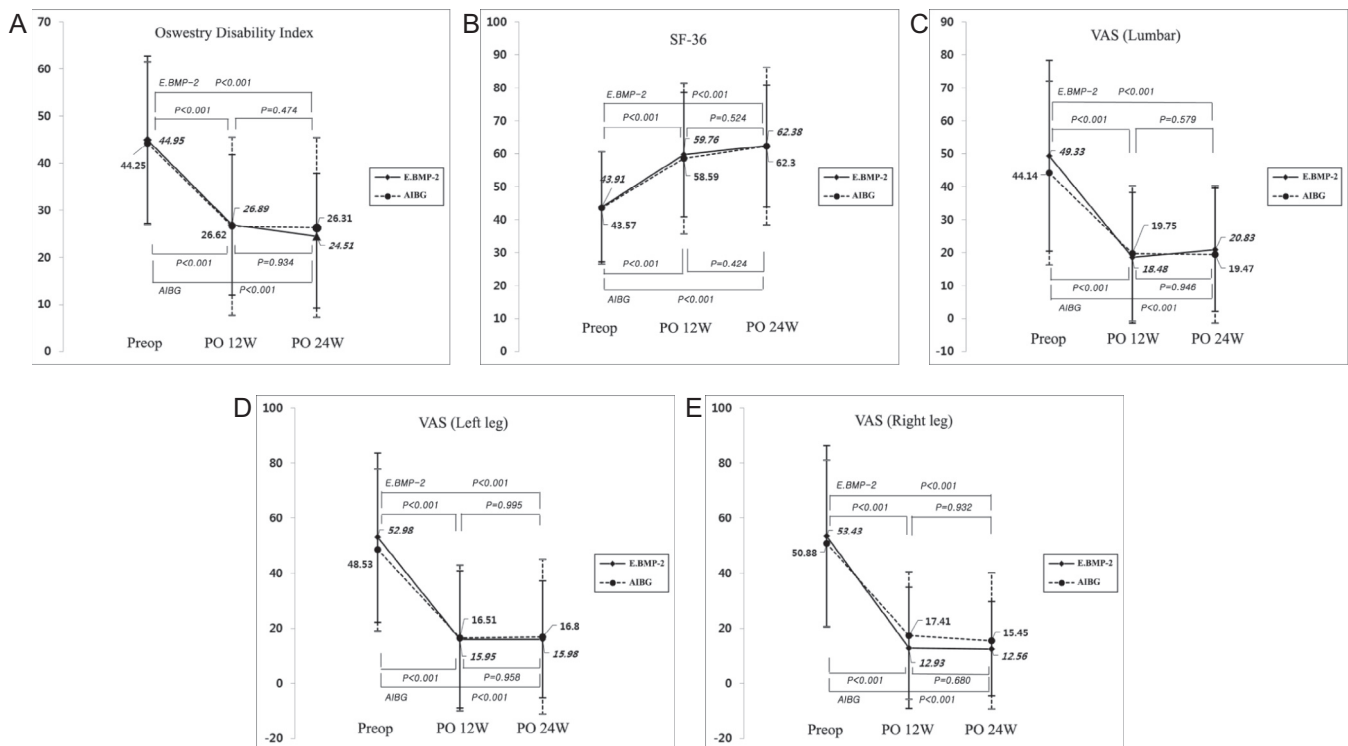 A
Oswestry Disability Index
70
60
50
40
30
20
10
0
E.BMP-2 P<0.001
P<0.001 P=0.474
44.95
44.25
26.89
26.62
26.31
24.51
P<0.001 P=0.934
AIBG P<0.001
Preop PO 12W PO 24W
E.BMP-2
AIBG
B
SF-36
100
90
80
70
60
50
40
30
20
10
0
E.BMP-2 P<0.001
P<0.001 P=0.524
43.91
43.57
59.76
58.59
62.38
62.3
P<0.001 P=0.424
AIBG P<0.001
Preop PO 12W PO 24W
E.BMP-2
AIBG
C
VAS (Lumbar)
90
80
70
60
50
40
30
20
10
0
-10
E.BMP-2 P<0.001
P<0.001 P=0.579
49.33
44.14
19.75
18.48
20.83
19.47
P<0.001 P=0.946
AIBG P<0.001
Preop PO 12W PO 24W
E.BMP-2
AIBG
D
VAS (Left leg)
100
80
60
40
20
0
-20
E.BMP-2 P<0.001
P<0.001 P=0.995
52.98
48.53
16.51
15.95
16.8
15.98
P<0.001 P=0.958
AIBG P<0.001
Preop PO 12W PO 24W
E.BMP-2
AIBG
E
VAS (Right leg)
100
80
60
40
20
0
-20
E.BMP-2 P<0.001
P<0.001 P=0.932
53.43
50.88
17.41
12.93
15.45
12.56
P<0.001 P=0.680
AIBG P<0.001
Preop PO 12W PO 24W
E.BMP-2
AIBG